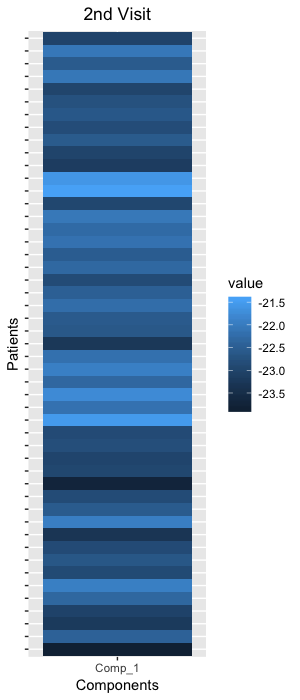 2nd Visit
Patients
Comp_1
Components
value
-21.5
-22.0
-22.5
-23.0
-23.5